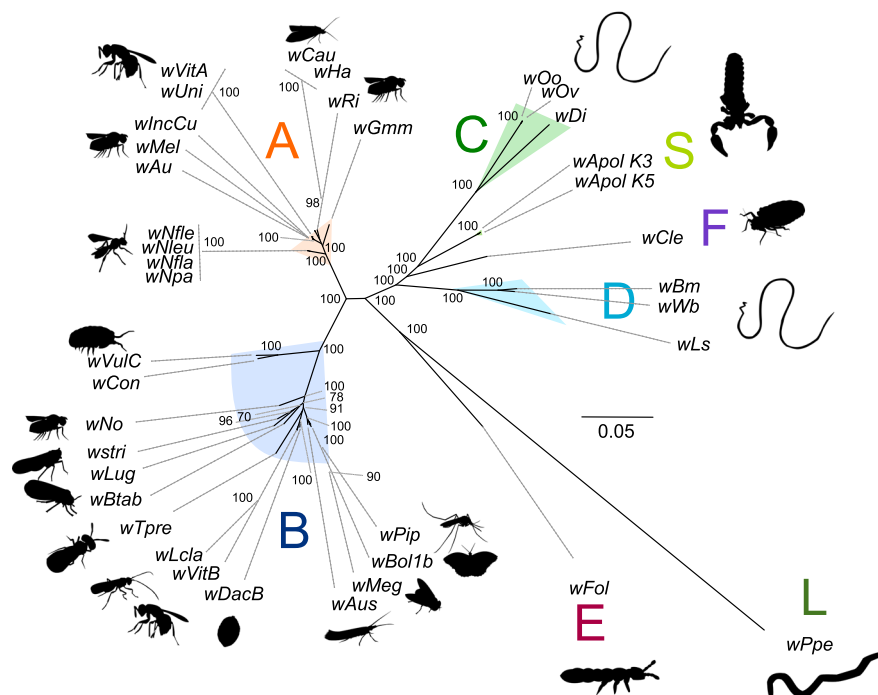 wVitA
wUni
100
wCau
wHa
100
wRi
wGmm
A
wIncCu
wMel
wAu
98
100
100
100
wNfle
wNleu
wNfla
wNpa
100
wOo
wOv
wDi
100
100
C
wApol K3
wApol K5
S
wCle
F
100
100
100
wBm
wWb
wLs
100
100
D
100
100
100
0.05
wVulC
wCon
100
100
100
78
91
100
100
70
96
wNo
wstri
wLug
wBtab
wTpre
wLcla
wVitB
wDacB
100
100
90
B
wPip
wBol1b
wMeg
wAus
wFol
E
L
wPpe